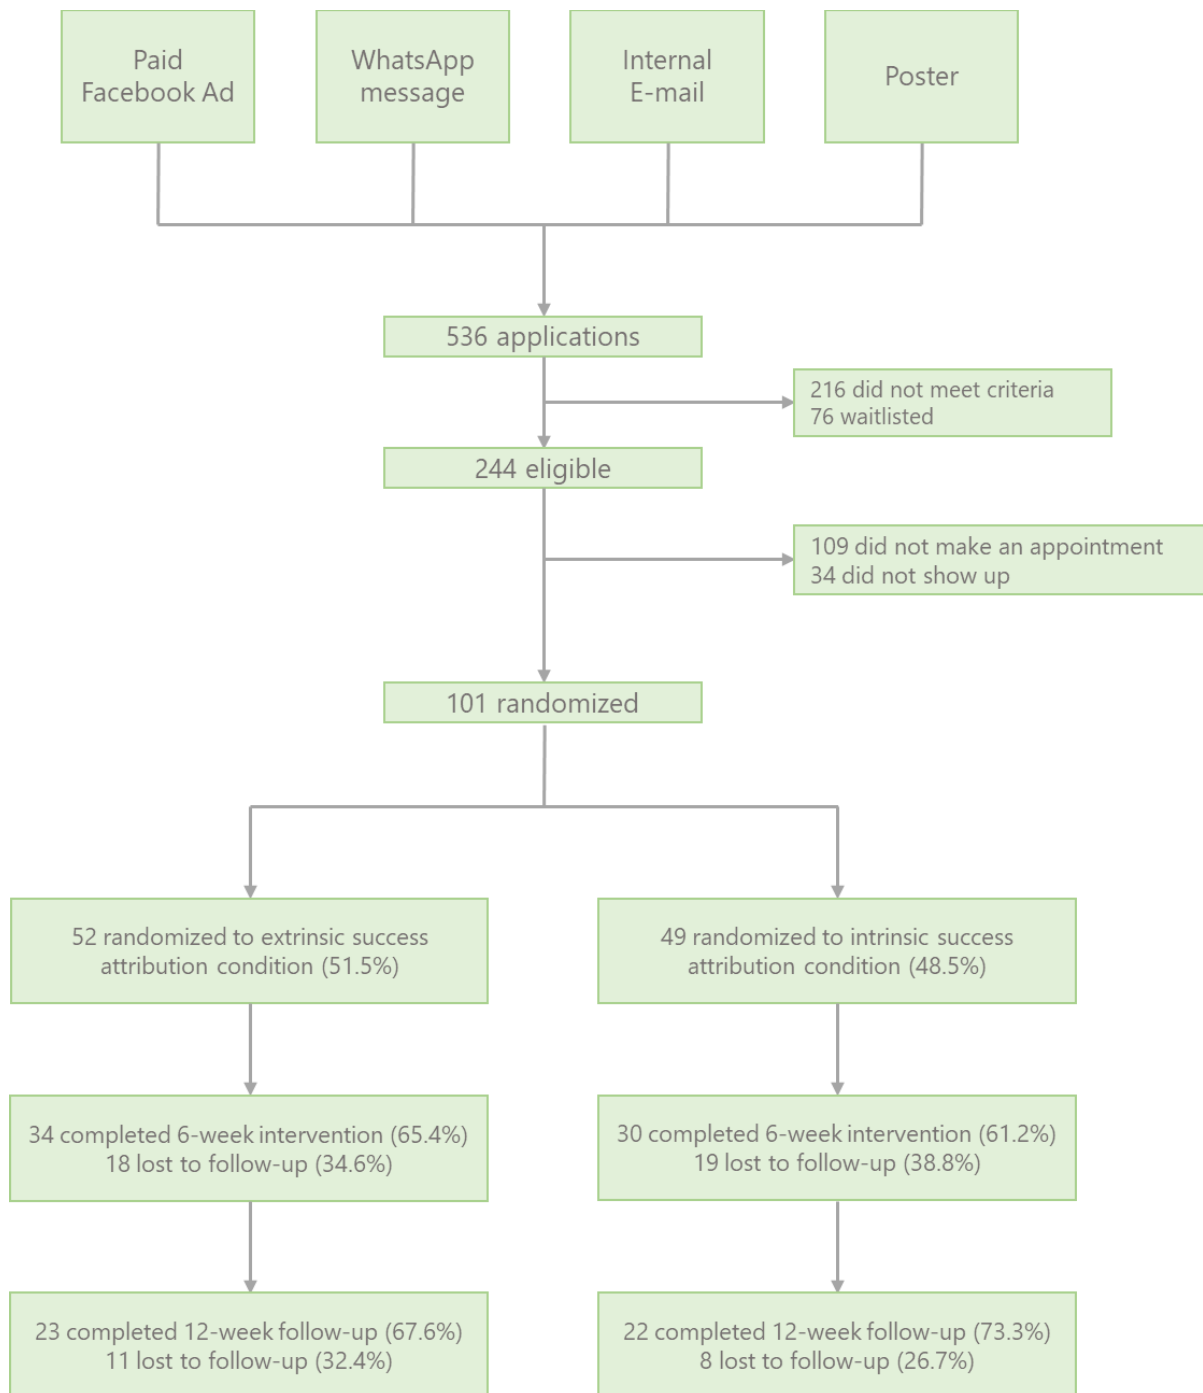 Paid
Facebook Ad
WhatsApp
message
Internal
E-mail
Poster
536 applications
216 did not meet criteria
76 waitlisted
244 eligible
109 did not make an appointment
34 did not show up
101 randomized
52 randomized to extrinsic success
attribution condition (51.5%)
49 randomized to intrinsic success
attribution condition (48.5%)
34 completed 6-week intervention (65.4%)
18 lost to follow-up (34.6%)
30 completed 6-week intervention (61.2%)
19 lost to follow-up (38.8%)
23 completed 12-week follow-up (67.6%)
11 lost to follow-up (32.4%)
22 completed 12-week follow-up (73.3%)
8 lost to follow-up (26.7%)